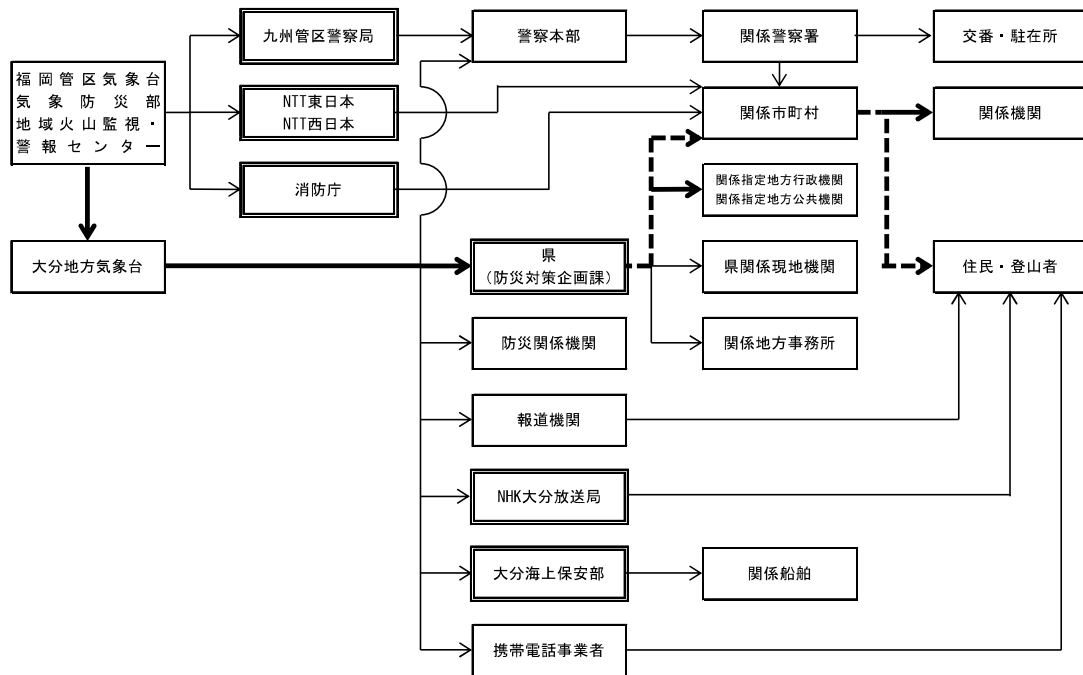 九州管区警察局
警察本部
関係警察署
交番・駐在所
福岡管区気象台
気象防災部
地域火山監視・
警報センター
NTT東日本
NTT西日本
関係市町村
関係機関
消防庁
関係指定地方行政機関
関係指定地方公共機関
大分地方気象台
県
(防災対策企画課)
県関係現地機関
住民・登山者
防災関係機関
関係地方事務所
報道機関
NHK大分放送局
大分海上保安部
関係船舶
携帯電話事業者